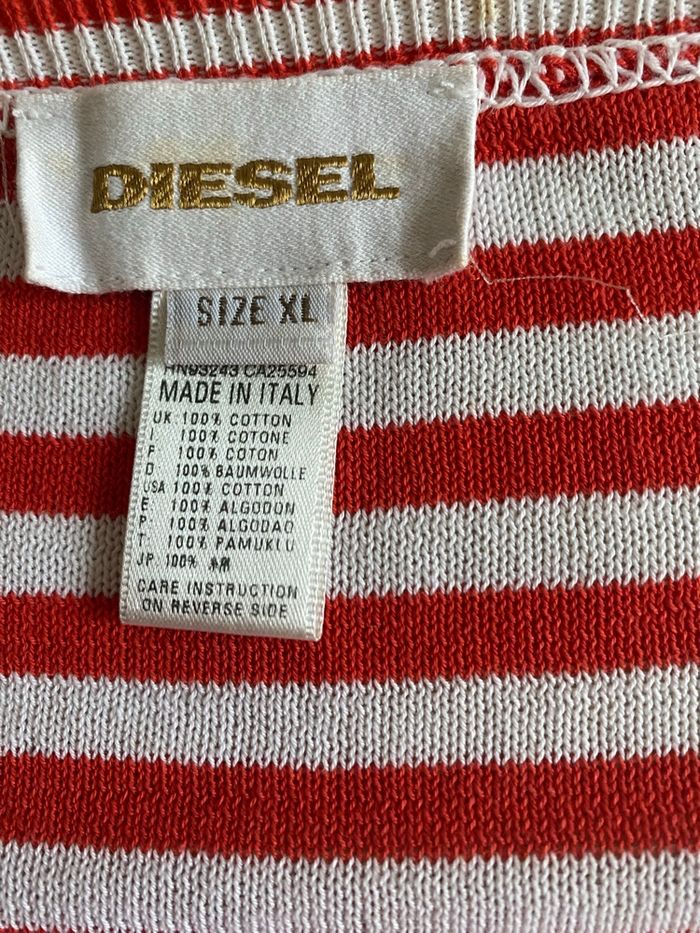 DIESEL
SIZE XL
HN93243 CA25594
MADE IN ITALY
UK 100% COTTON
I 100% COTONE
F 100% COTON
D 100% BAUMWOLLE
USA 100% COTTON
E 100% ALGODON
P 100% ALGODAO
T 100% PAMUKLU
JP 100%
CARE INSTRUCTION
ON REVERSE SIDE